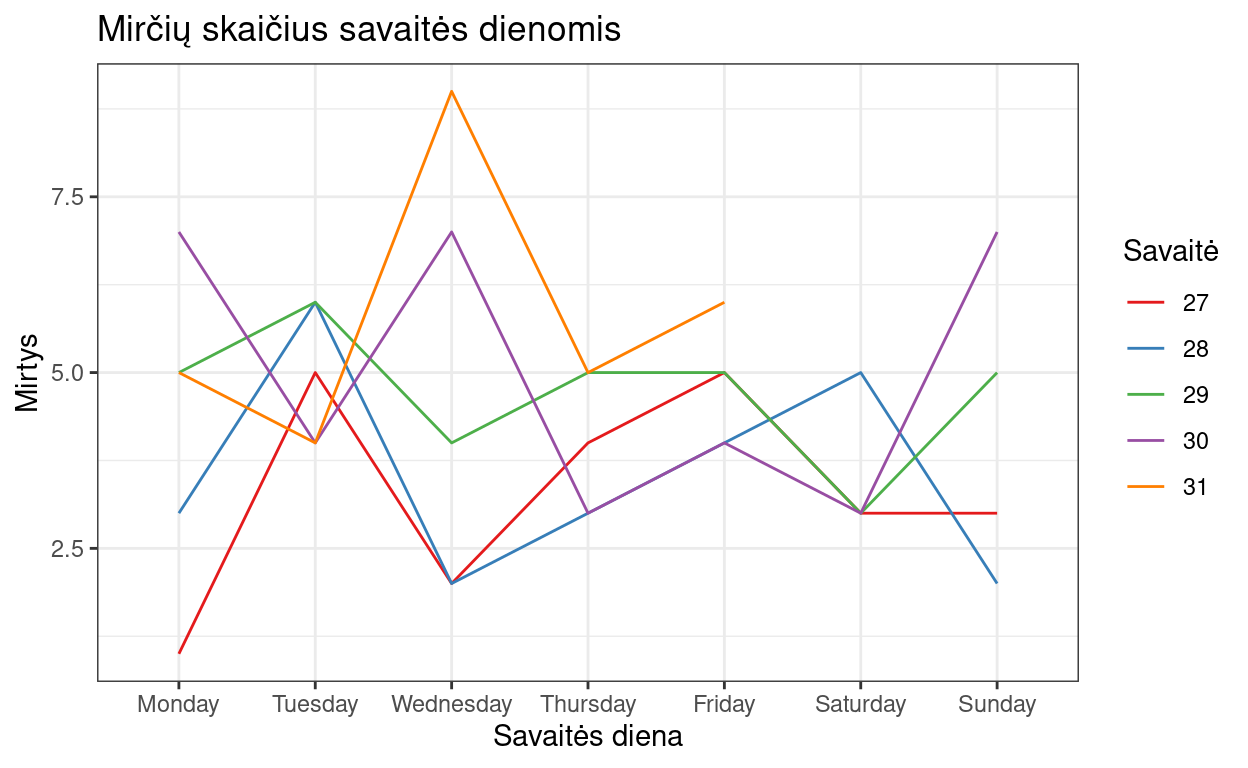 Mirčių skaičius savaitės dienomis
Mirtys
7.5
5.0
2.5
Monday Tuesday Wednesday Thursday Friday Saturday Sunday
Savaitės diena
Savaitė
27
28
29
30
31